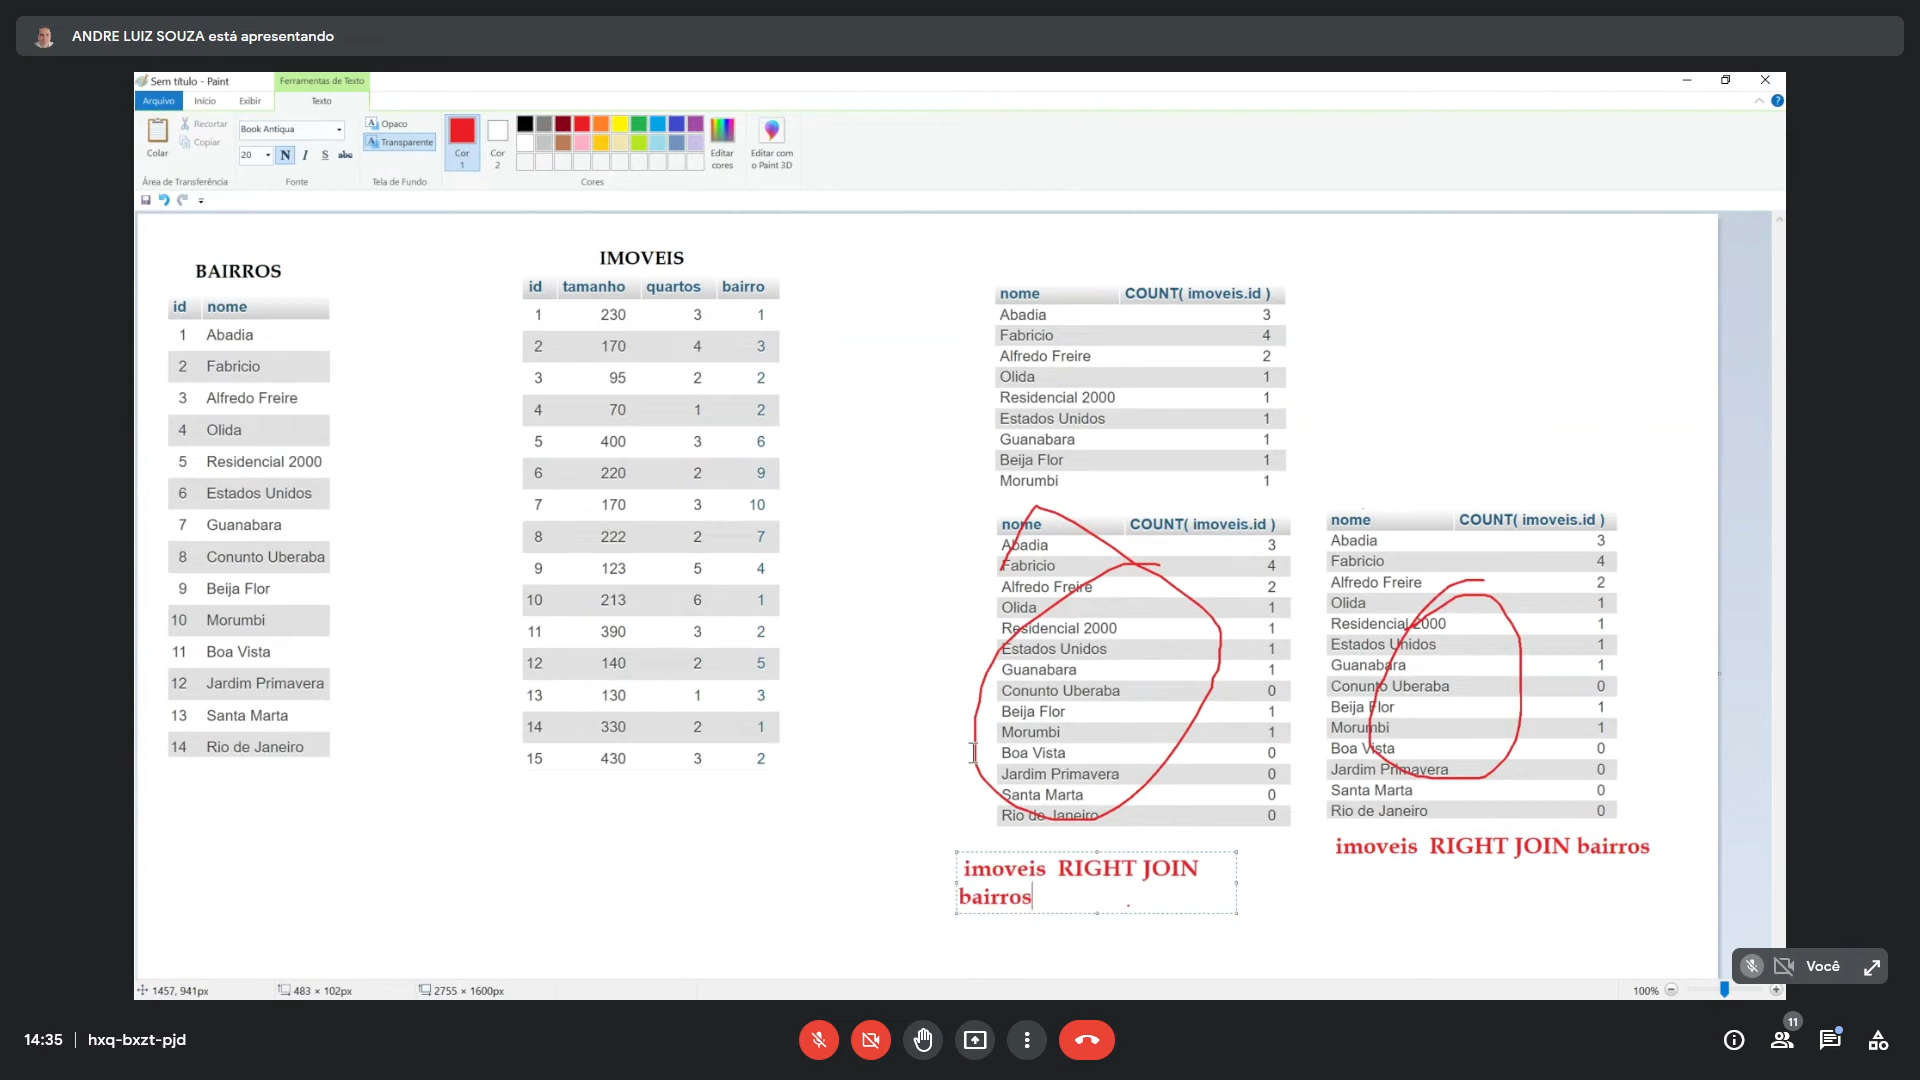 ANDRE LUIZ SOUZA está apresentando
Sem título - Paint
Ferramentas de Texto
Arquivo Início Exibir Texto
Colar
Recortar
Copiar
Área de Transferência
Book Antiqua
20 N I S abc
Fonte
Opaco
Transparente
Tela de Fundo
Cor 1
Cor 2
Cores
Editar cores
Editar com o Paint 3D
BAIRROS
id nome
1 Abadia
2 Fabricio
3 Alfredo Freire
4 Olida
5 Residencial 2000
6 Estados Unidos
7 Guanabara
8 Conunto Uberaba
9 Beija Flor
10 Morumbi
11 Boa Vista
12 Jardim Primavera
13 Santa Marta
14 Rio de Janeiro
IMOVEIS
id tamanho quartos bairro
1 230 3 1
2 170 4 3
3 95 2 2
4 70 1 2
5 400 3 6
6 220 2 9
7 170 3 10
8 222 2 7
9 123 5 4
10 213 6 1
11 390 3 2
12 140 2 5
13 130 1 3
14 330 2 1
15 430 3 2
nome COUNT( imoveis.id )
Abadia 3
Fabricio 4
Alfredo Freire 2
Olida 1
Residencial 2000 1
Estados Unidos 1
Guanabara 1
Beija Flor 1
Morumbi 1
nome COUNT( imoveis.id )
Abadia 3
Fabricio 4
Alfredo Freire 2
Olida 1
Residencial 2000 1
Estados Unidos 1
Guanabara 1
Conunto Uberaba 0
Beija Flor 1
Morumbi 1
Boa Vista 0
Jardim Primavera 0
Santa Marta 0
Rio de Janeiro 0
imoveis RIGHT JOIN
bairros
nome COUNT( imoveis.id )
Abadia 3
Fabricio 4
Alfredo Freire 2
Olida 1
Residencial 2000 1
Estados Unidos 1
Guanabara 1
Conunto Uberaba 0
Beija Flor 1
Morumbi 1
Boa Vista 0
Jardim Primavera 0
Santa Marta 0
Rio de Janeiro 0
imoveis RIGHT JOIN bairros
Você
1457, 941px
483 × 102px
2755 × 1600px
100%
14:35 | hxq-bxzt-pjd
11